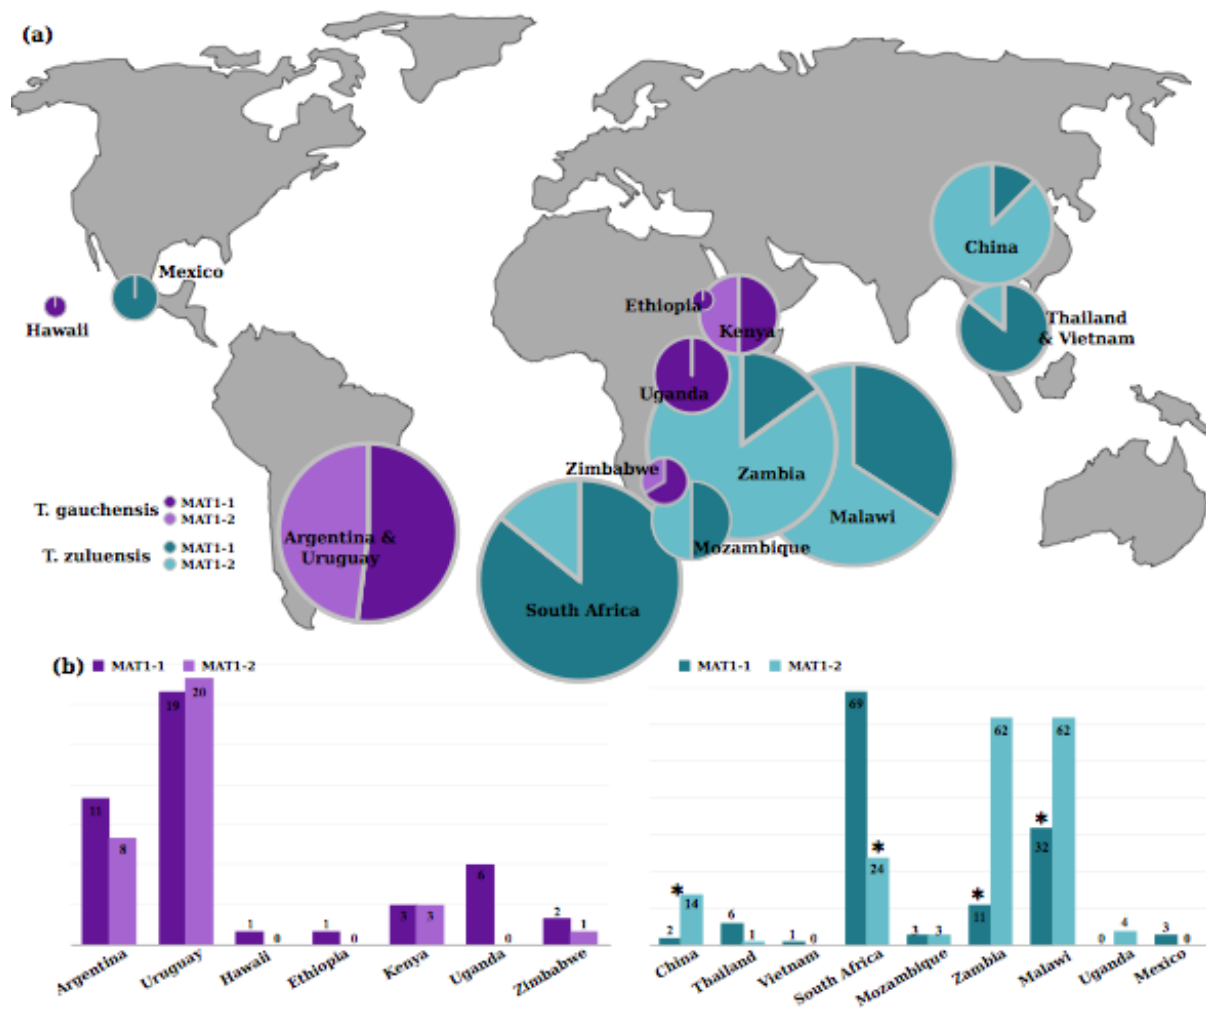 (a)
China
Mexico
Ethiopia
Hawaii
Kenya
Thailand
& Vietnam
Uganda
Zimbabwe
Zambia
T. gauchensis
MAT1-1
MAT1-2
Malawi
Argentina &
Uruguay
Mozambique
T. zuluensis
MAT1-1
MAT1-2
South Africa
(b)
MAT1-1 MAT1-2
11 8 19 20 1 0 1 0 3 3 6 0 2 1
Argentina Uruguay Hawaii Ethiopia Kenya Uganda Zimbabwe
MAT1-1 MAT1-2
* * * *
2 14 6 1 1 0 69 24 3 3 11 62 32 62 0 4 3 0
China Thailand Vietnam South Africa Mozambique Zambia Malawi Uganda Mexico